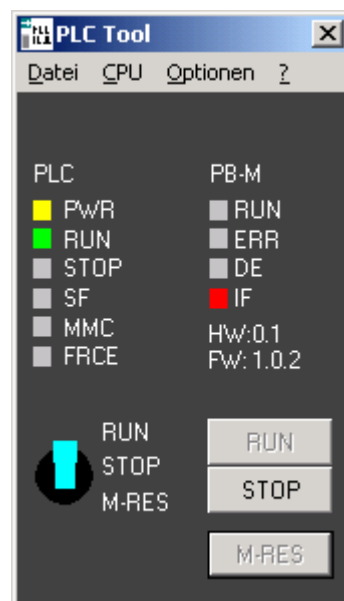 PLC Tool
Datei CPU Optionen ?
PLC
PWR
RUN
STOP
SF
MMC
FRCE
PB-M
RUN
ERR
DE
IF
HW:0.1
FW: 1.0.2
RUN
STOP
M-RES
RUN
STOP
M-RES